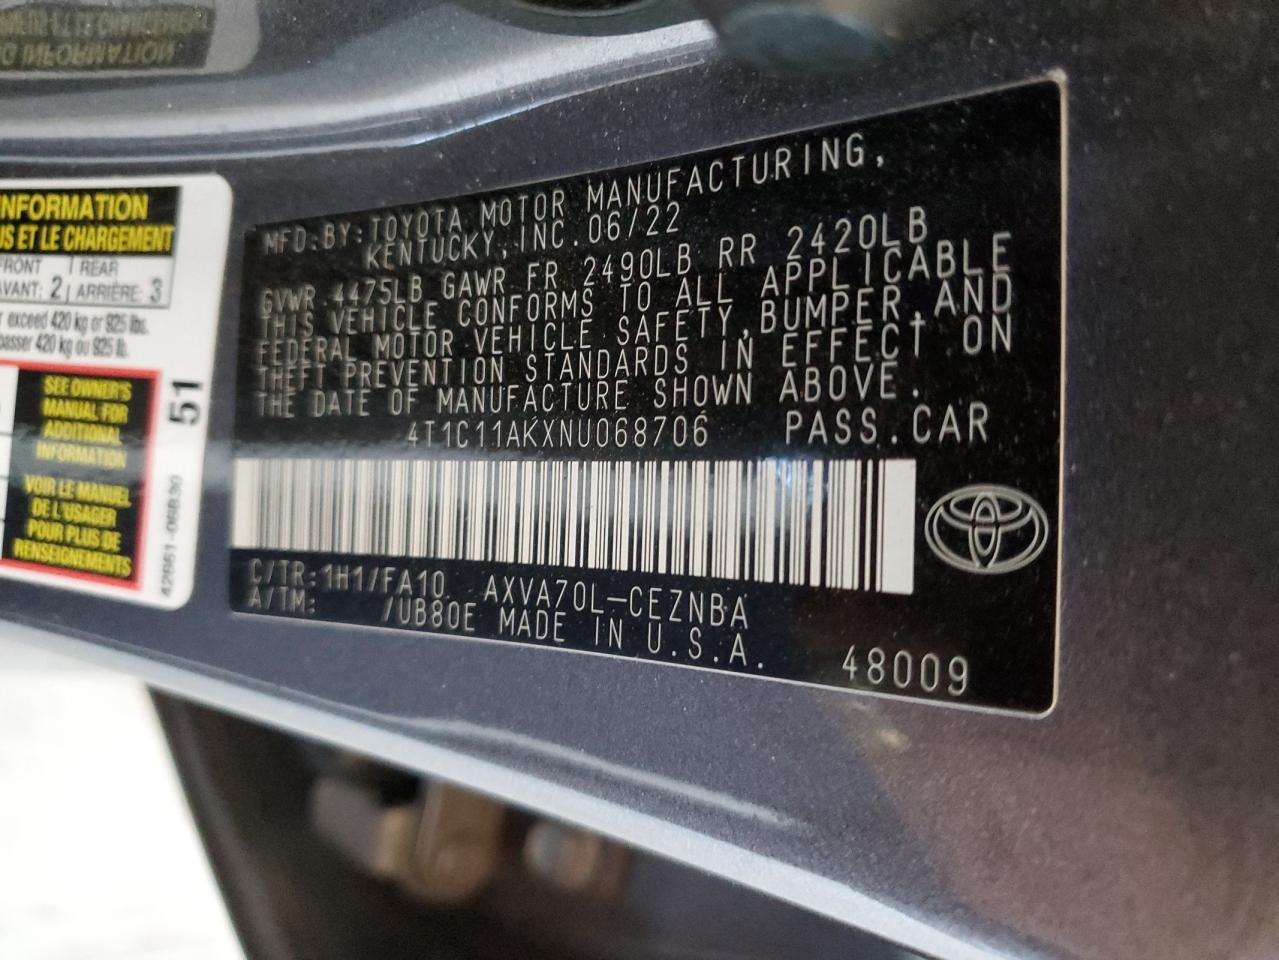 INFORMATION
US ET LE CHARGEMENT
FRONT REAR
AVANT: 2 ARRIÈRE: 3
exceed 420 kg or 925 lbs.
passer 420 kg ou 925 lb.
SEE OWNER'S
MANUAL FOR
ADDITIONAL
INFORMATION
VOIR LE MANUEL
DE L'USAGER
POUR PLUS DE
RENSEIGNEMENTS
51
42661-06B30
MFD.BY: TOYOTA MOTOR MANUFACTURING,
KENTUCKY, INC. 06/22
GVWR 4475LB GAWR FR 2490LB RR 2420LB
THIS VEHICLE CONFORMS TO ALL APPLICABLE
FEDERAL MOTOR VEHICLE SAFETY, BUMPER, AND
THEFT PREVENTION STANDARDS IN EFFECT ON
THE DATE OF MANUFACTURE SHOWN ABOVE.
4T1C11AKXNU068706 PASS.CAR
C/TR: 1H1/FA10 AXVA70L-CEZNBA
A/TM: /UB80E MADE IN U.S.A.
48009